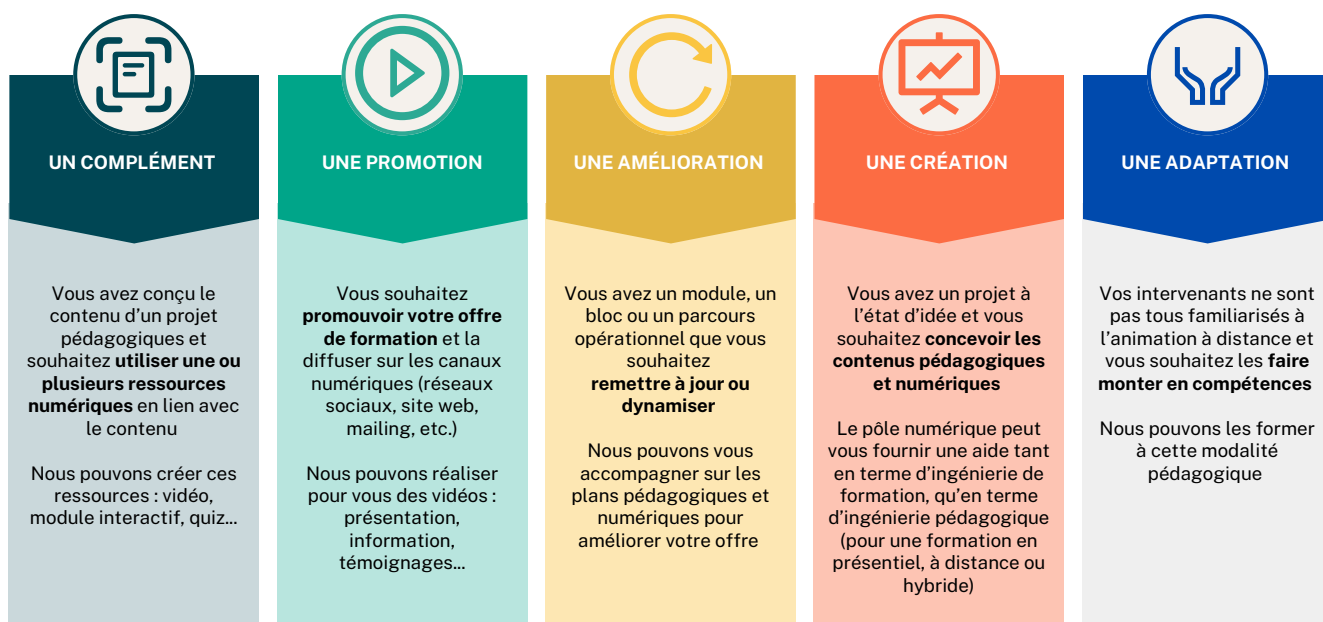 UN COMPLÉMENT
Vous avez conçu le
contenu d'un projet
pédagogiques et
souhaitez utiliser une ou
plusieurs ressources
numériques en lien avec
le contenu
Nous pouvons créer ces
ressources : vidéo,
module interactif, quiz...
UNE PROMOTION
Vous souhaitez
promouvoir votre offre
de formation et la
diffuser sur les canaux
numériques (réseaux
sociaux, site web,
mailing, etc.)
Nous pouvons réaliser
pour vous des vidéos :
présentation,
information,
témoignages...
UNE AMÉLIORATION
Vous avez un module, un
bloc ou un parcours
opérationnel que vous
souhaitez
remettre à jour ou
dynamiser
Nous pouvons vous
accompagner sur les
plans pédagogiques et
numériques pour
améliorer votre offre
UNE CRÉATION
Vous avez un projet à
l'état d'idée et vous
souhaitez concevoir les
contenus pédagogiques
et numériques
Le pôle numérique peut
vous fournir une aide tant
en terme d'ingénierie de
formation, qu'en terme
d'ingénierie pédagogique
(pour une formation en
présentiel, à distance ou
hybride)
UNE ADAPTATION
Vos intervenants ne sont
pas tous familiarisés à
l'animation à distance et
vous souhaitez les faire
monter en compétences
Nous pouvons les former
à cette modalité
pédagogique